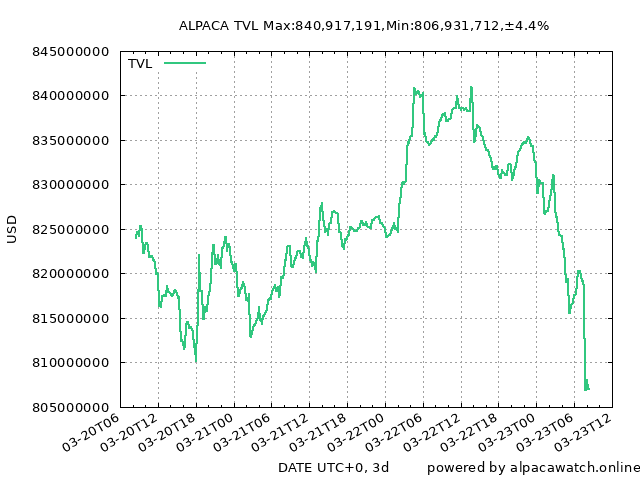 ALPACA TVL Max:840,917,191,Min:806,931,712,±4.4%
845000000
TVL
840000000
835000000
830000000
USD
825000000
820000000
815000000
810000000
805000000
03-20T06
03-20T12
03-20T18
03-21T00
03-21T06
03-21T12
03-21T18
03-22T00
03-22T06
03-22T12
03-22T18
03-23T00
03-23T06
03-23T12
DATE UTC+0, 3d
powered by alpacawatch.online